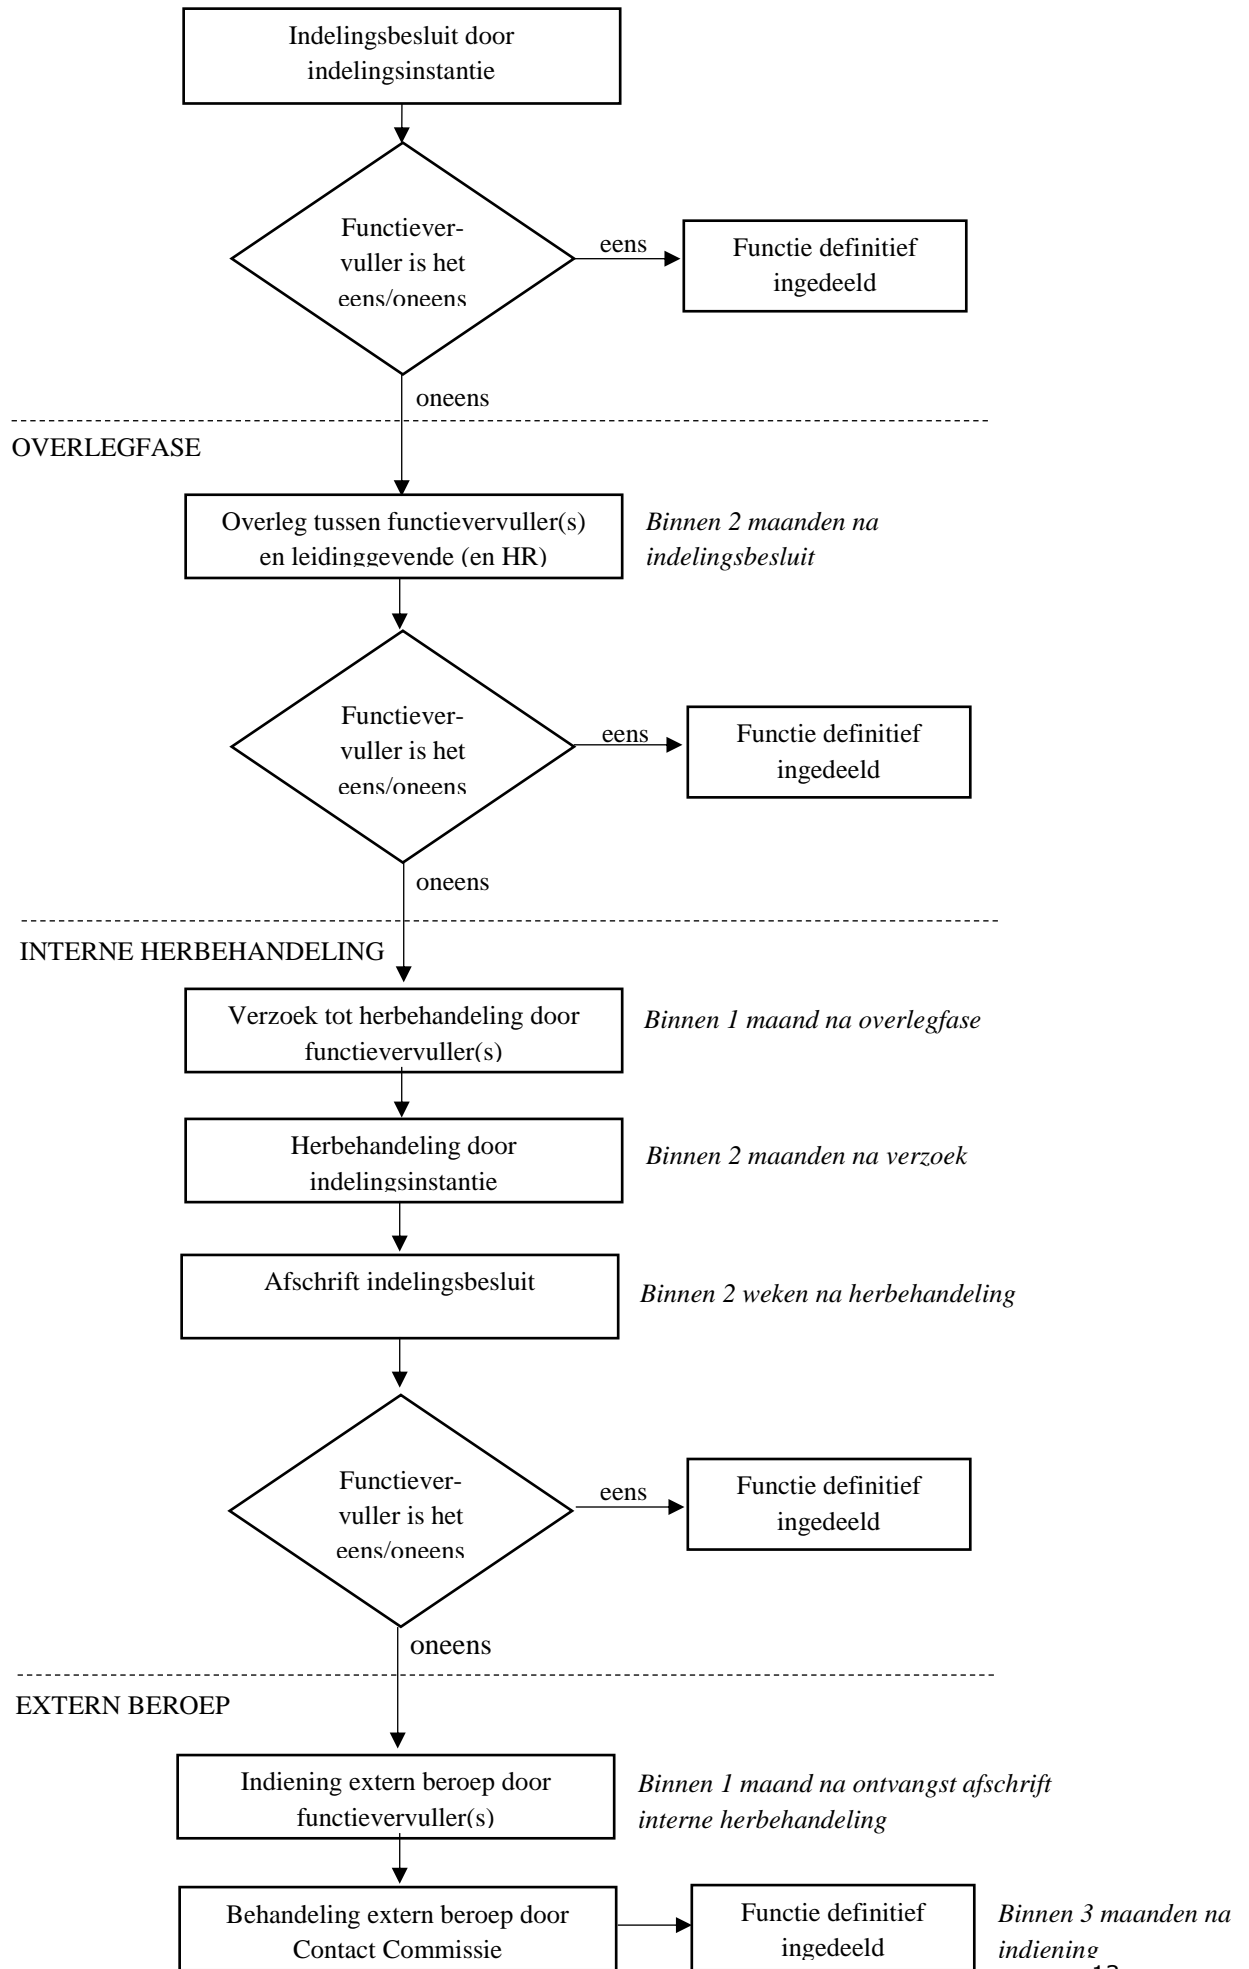 Indelingsbesluit door
indelingsinstantie
Functiever-
vuller is het
eens/oneens
eens
Functie definitief
ingedeeld
oneens
OVERLEGFASE
Overleg tussen functievervuller(s)
en leidinggevende (en HR)
Binnen 2 maanden na
indelingsbesluit
Functiever-
vuller is het
eens/oneens
eens
Functie definitief
ingedeeld
oneens
INTERNE HERBEHANDELING
Verzoek tot herbehandeling door
functievervuller(s)
Binnen 1 maand na overlegfase
Herbehandeling door
indelingsinstantie
Binnen 2 maanden na verzoek
Afschrift indelingsbesluit
Binnen 2 weken na herbehandeling
Functiever-
vuller is het
eens/oneens
eens
Functie definitief
ingedeeld
oneens
EXTERN BEROEP
Indiening extern beroep door
functievervuller(s)
Binnen 1 maand na ontvangst afschrift
interne herbehandeling
Behandeling extern beroep door
Contact Commissie
Functie definitief
ingedeeld
Binnen 3 maanden na
indiening